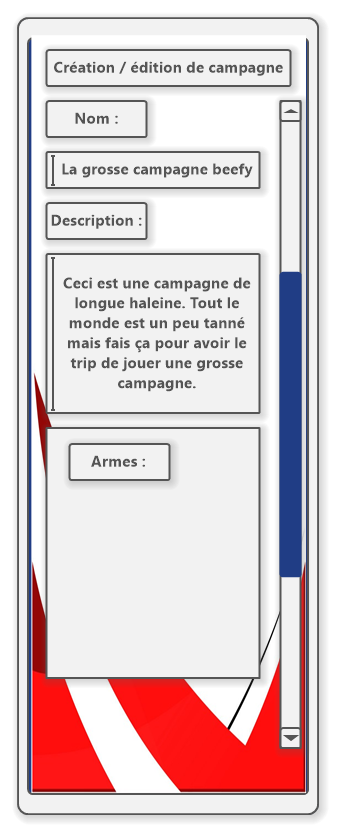 Création / édition de campagne
Nom :
La grosse campagne beefy
Description :
Ceci est une campagne de
longue haleine. Tout le
monde est un peu tanné
mais fais ça pour avoir le
trip de jouer une grosse
campagne.
Armes :